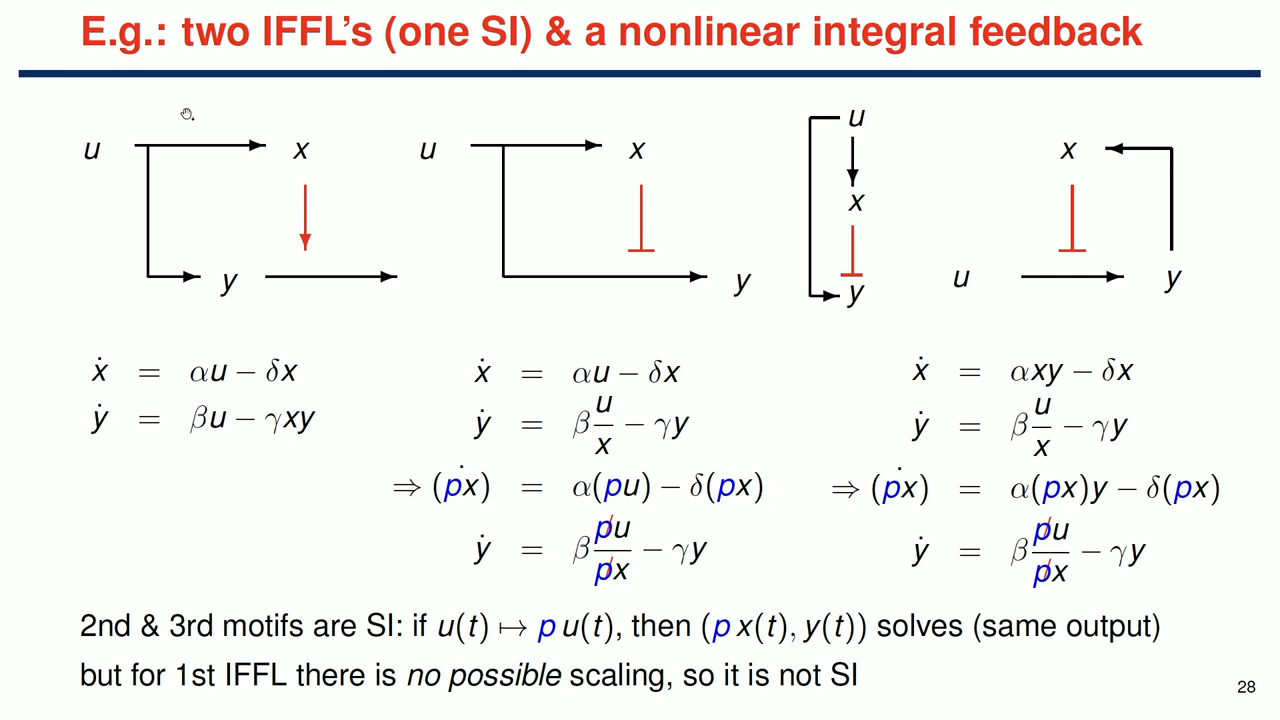 E.g.: two IFFL's (one SI) & a nonlinear integral feedback
u x y
u x y
u x y
x u y
ẋ = αu − δx
ẏ = βu − γxy
ẋ = αu − δx
ẏ = β u/x − γy
⇒ (px)˙ = α(pu) − δ(px)
ẏ = β pu/px − γy
ẋ = αxy − δx
ẏ = β u/x − γy
⇒ (px)˙ = α(px)y − δ(px)
ẏ = β pu/px − γy
2nd & 3rd motifs are SI: if u(t) ↦ p u(t), then (p x(t), y(t)) solves (same output)
but for 1st IFFL there is no possible scaling, so it is not SI
28